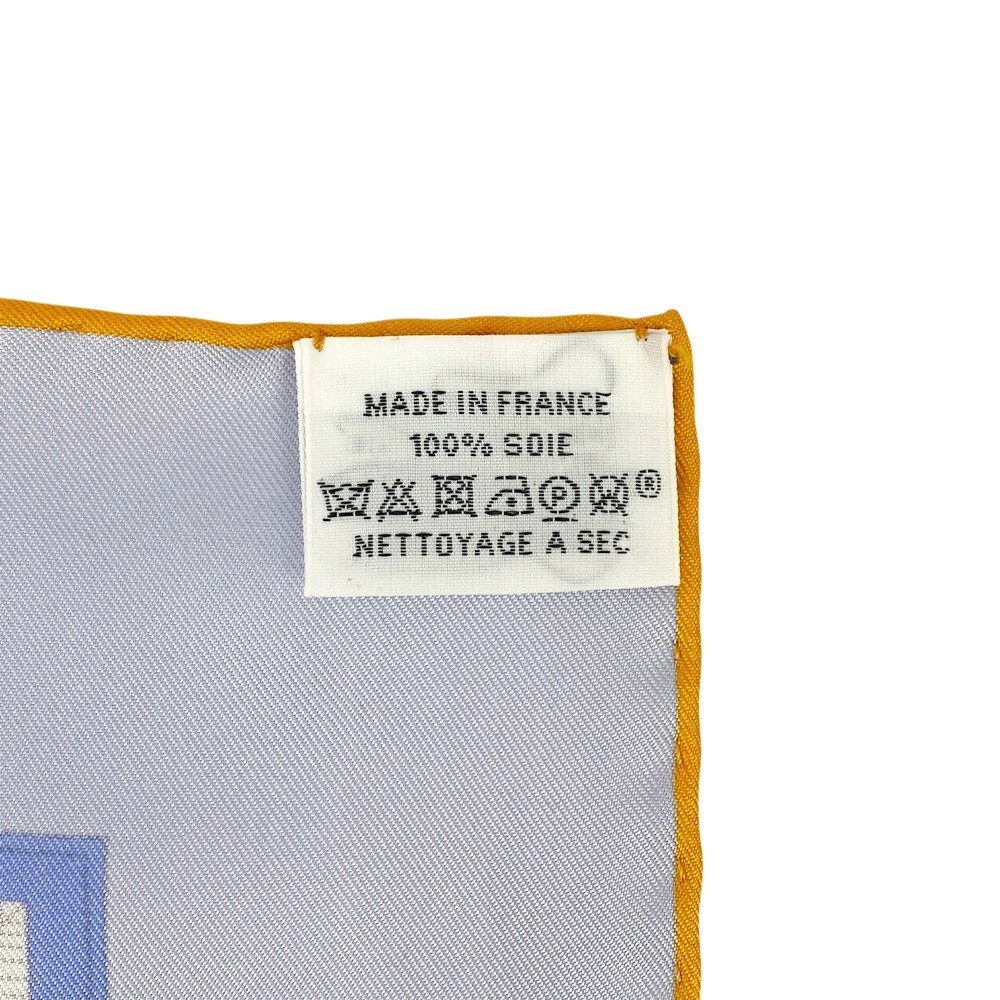 MADE IN FRANCE
100% SOIE
P W ®
NETTOYAGE A SEC